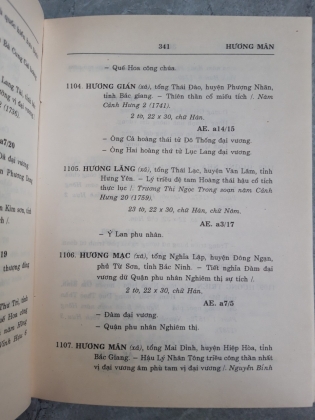 341
HƯƠNG MÂN
– Quế Hoa công chúa.
1104. HƯƠNG GIÁN (xã), tổng Thái Đào, huyện Phượng Nhãn,
tỉnh Bắc giang. – Thiên thần cổ miếu tích /. Năm
Cảnh Hưng 2 (1741).
2 tờ, 22 x 30, chữ Hán.
AE. a14/15
– Ông Cả hoàng thái tử Đô Thống đại vương.
– Ông Hai hoàng thứ tử Lục Lang đại vương
1105. HƯƠNG LÃNG (xã), tổng Thái Lạc, huyện Văn Lâm, tỉnh
Hưng Yên. – Lý triều đệ tam Hoàng thái hậu cổ tích
thực lục /. Trương Thị Ngọc Trong soạn năm Cảnh
Hưng 20 (1759).
23 tờ, 22 x 30, chữ Hán, chữ Nôm.
AE. a3/17
– Ỷ Lan phu nhân.
1106. HƯƠNG MẠC (xã), tổng Nghĩa Lập, huyện Đông Ngạn,
phủ Từ Sơn, tỉnh Bắc Ninh. – Tiết nghĩa Đàm đại
vương dữ Quận phu nhân Nghiêm thị sự tích /.
2 tờ, 22 x 30, chữ Hán.
AE. a7/5
– Đàm đại vương.
– Quận phu nhân Nghiêm thị.
1107. HƯƠNG MÂN (xã), tổng Mai Đình, huyện Hiệp Hòa, tỉnh
Bắc Giang. – Hậu Lý Nhân Tông triều công thần nhất
vị đại vương âm phù tam vị đại vương /. Nguyễn Bính